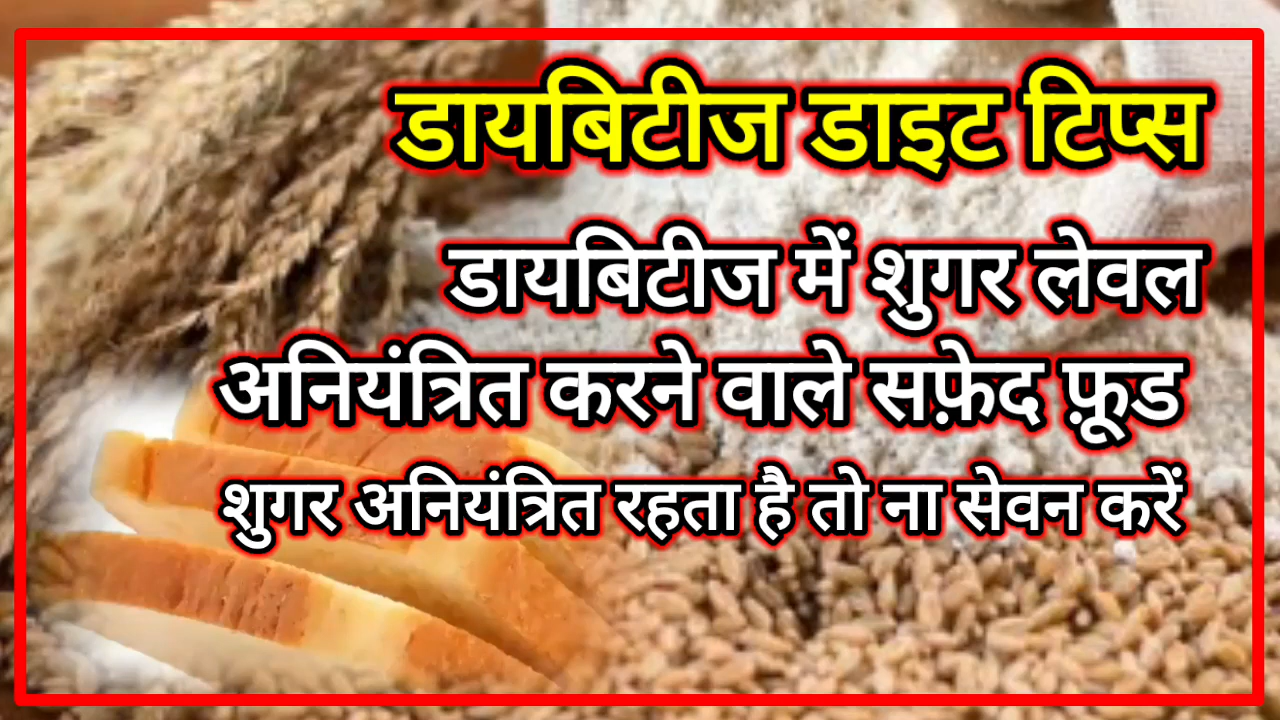 डायबिटीज डाइट टिप्स
डायबिटीज में शुगर लेवल
अनियंत्रित करने वाले सफ़ेद फ़ूड
शुगर अनियंत्रित रहता है तो ना सेवन करें